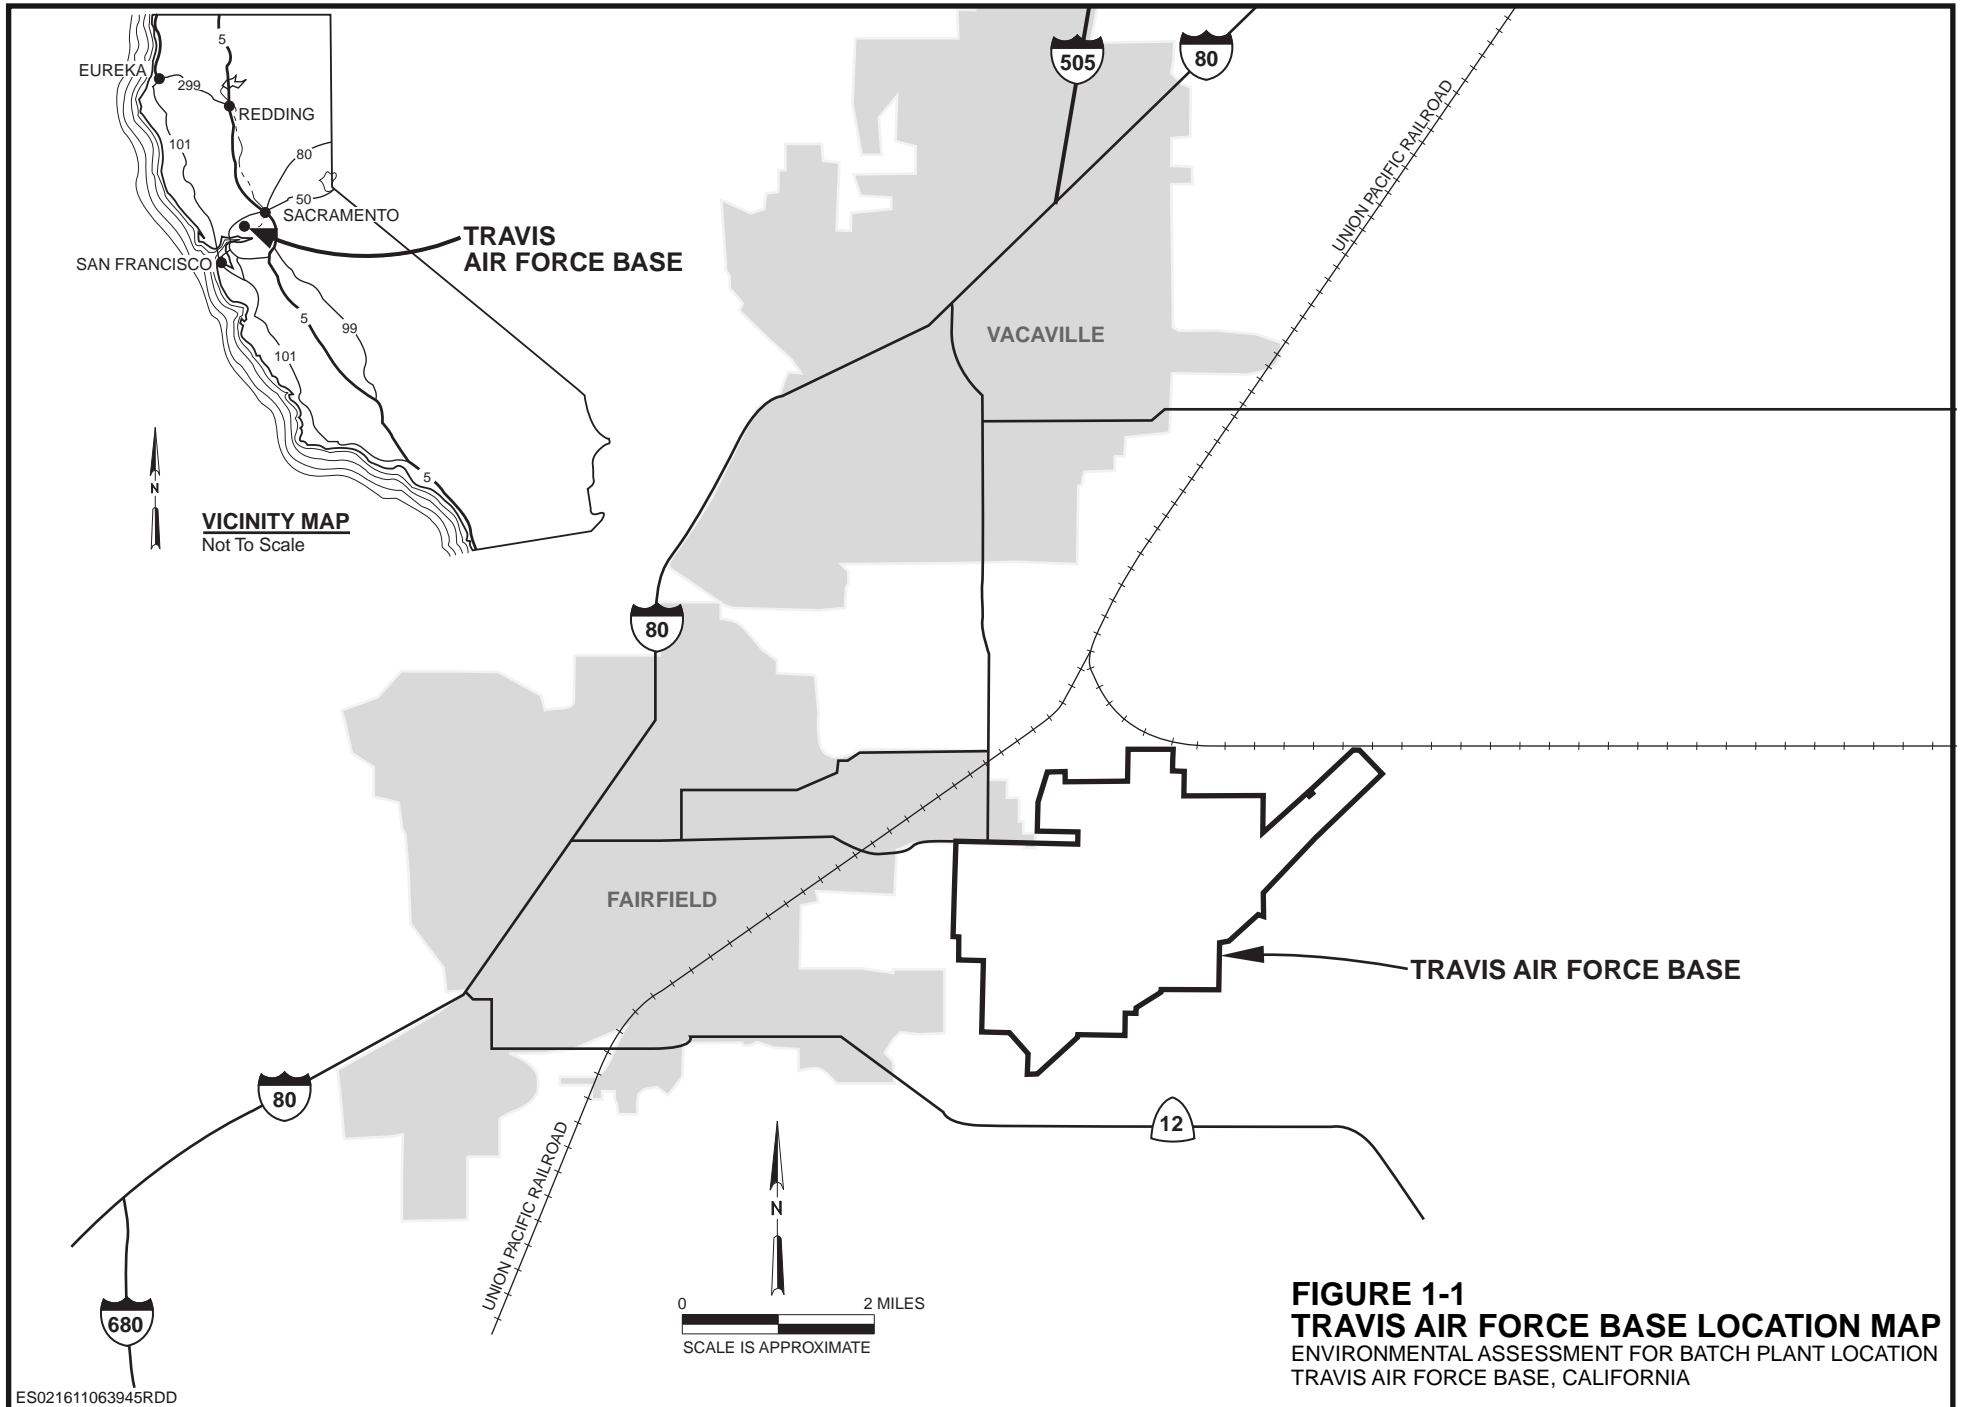 5
EUREKA
299
REDDING
101
80
50
SACRAMENTO
TRAVIS
AIR FORCE BASE
SAN FRANCISCO
5
99
101
5
N
VICINITY MAP
Not To Scale
505
80
UNION PACIFIC RAILROAD
VACAVILLE
80
FAIRFIELD
TRAVIS AIR FORCE BASE
80
12
UNION PACIFIC RAILROAD
N
680
0 2 MILES
SCALE IS APPROXIMATE
FIGURE 1-1
TRAVIS AIR FORCE BASE LOCATION MAP
ENVIRONMENTAL ASSESSMENT FOR BATCH PLANT LOCATION
TRAVIS AIR FORCE BASE, CALIFORNIA
ES021611063945RDD